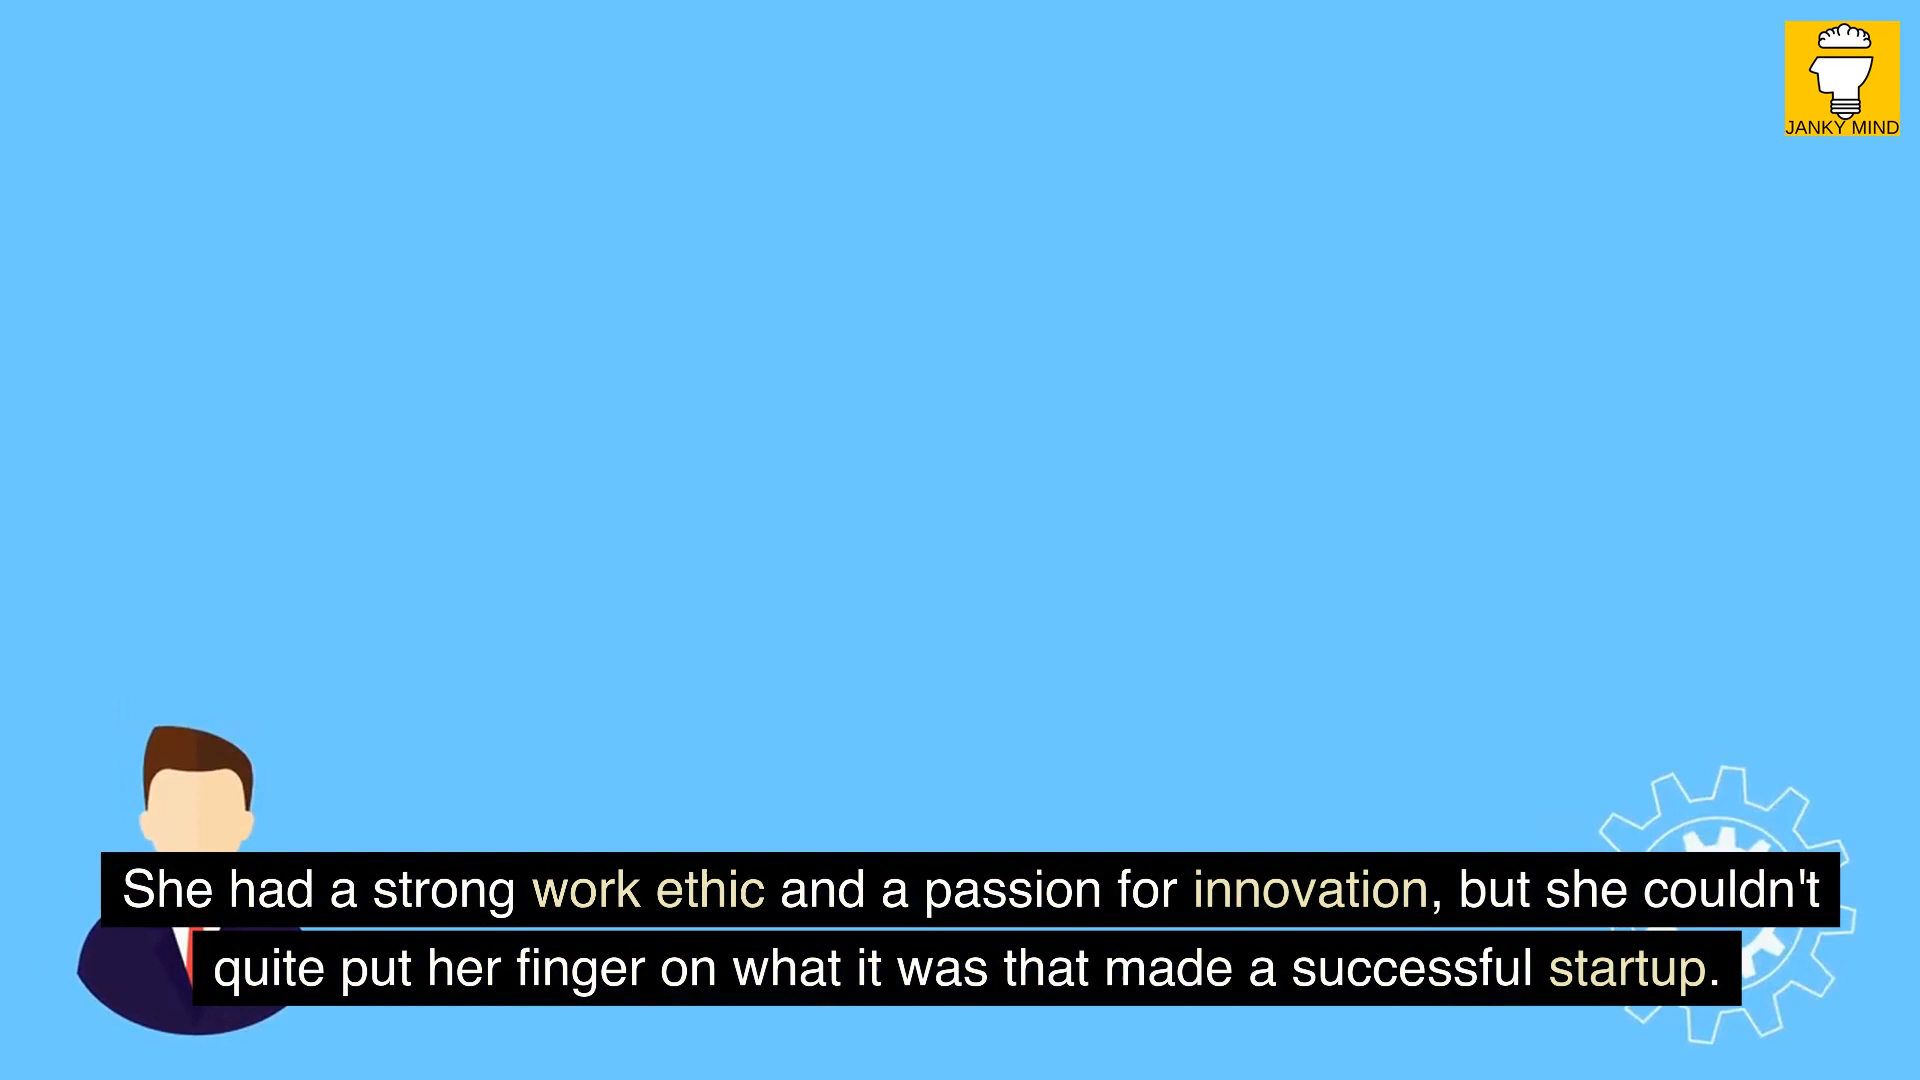 JANKY MIND
She had a strong work ethic and a passion for innovation, but she couldn't
quite put her finger on what it was that made a successful startup.